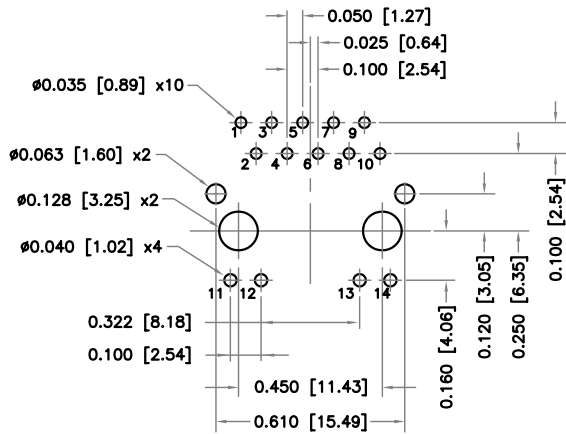 0.050 [1.27]
0.025 [0.64]
0.100 [2.54]
ø0.035 [0.89] x10
1 3 5 7 9
2 4 6 8 10
ø0.063 [1.60] x2
ø0.128 [3.25] x2
ø0.040 [1.02] x4
11 12 13 14
0.322 [8.18]
0.100 [2.54]
0.450 [11.43]
0.610 [15.49]
0.160 [4.06]
0.120 [3.05]
0.250 [6.35]
0.100 [2.54]